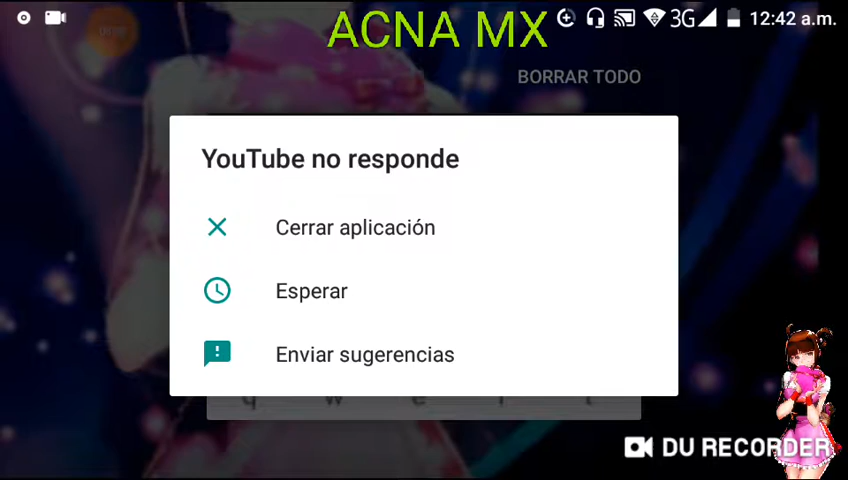 ACNA MX
3G
12:42 a.m.
BORRAR TODO
YouTube no responde
Cerrar aplicación
Esperar
Enviar sugerencias
q w e r t
DU RECORDER